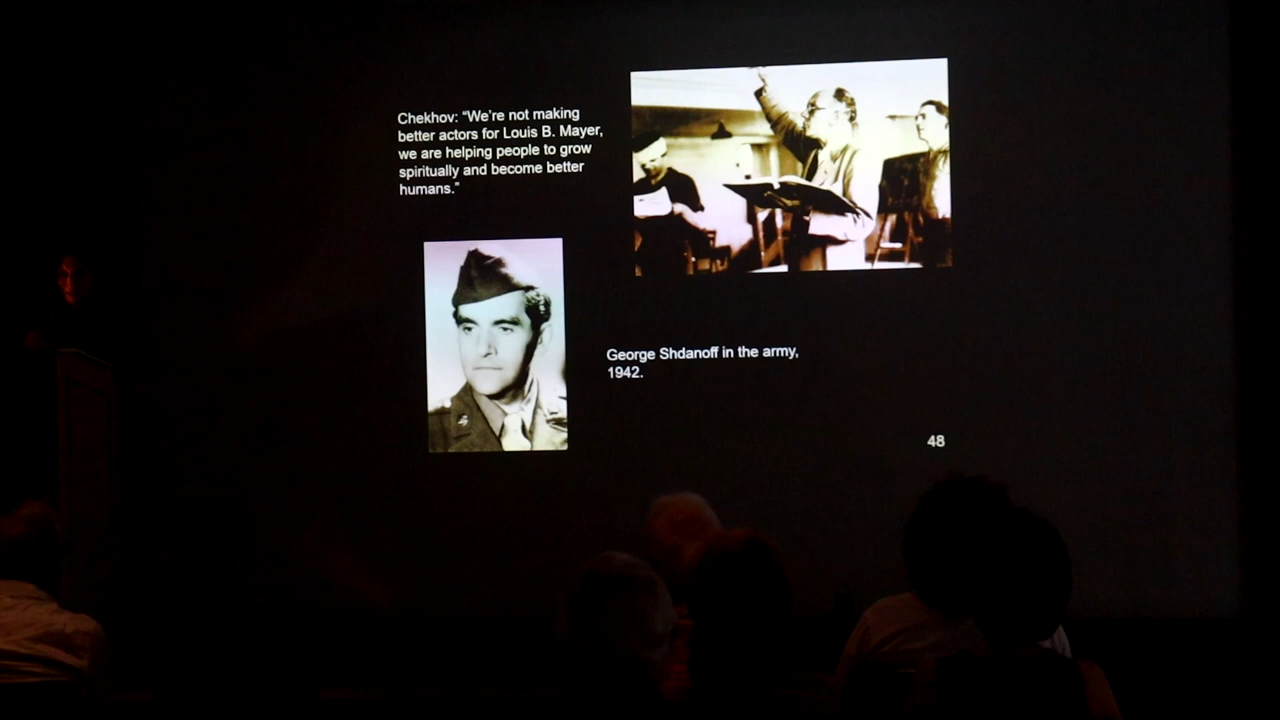 Chekhov: “We’re not making
better actors for Louis B. Mayer,
we are helping people to grow
spiritually and become better
humans.”
George Shdanoff in the army,
1942.
48